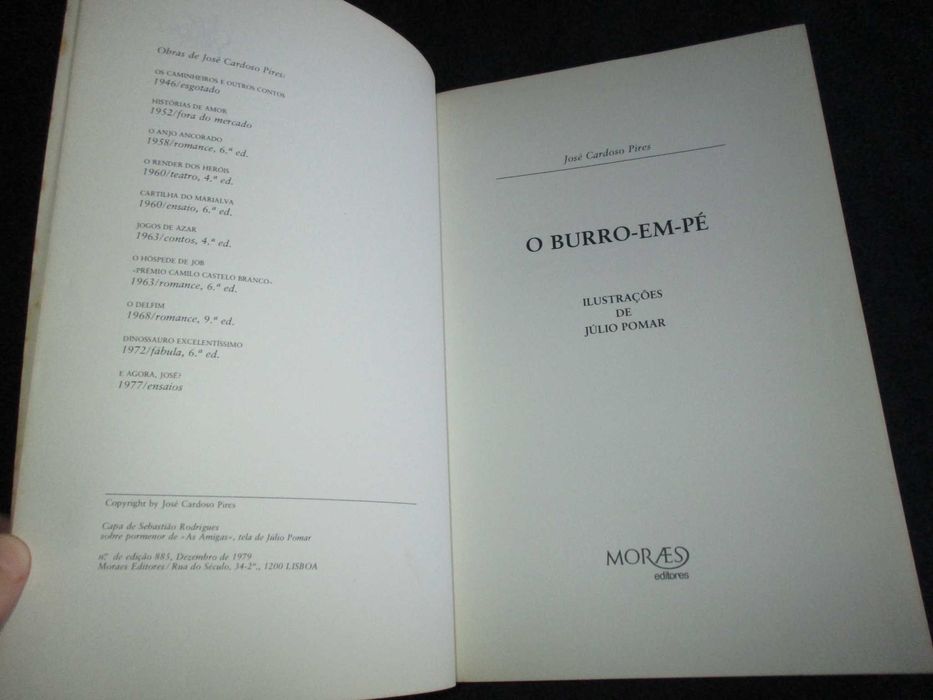 Obras de José Cardoso Pires:
OS CAMINHEIROS E OUTROS CONTOS
1946/esgotado
HISTÓRIAS DE AMOR
1952/fora do mercado
O ANJO ANCORADO
1958/romance, 6.ª ed.
O RENDER DOS HERÓIS
1960/teatro, 4.ª ed.
CARTILHA DO MARIALVA
1960/ensaio, 6.ª ed.
JOGOS DE AZAR
1963/contos, 4.ª ed.
O HÓSPEDE DE JOB
«PRÉMIO CAMILO CASTELO BRANCO»
1963/romance, 6.ª ed.
O DELFIM
1968/romance, 9.ª ed.
DINOSSAURO EXCELENTÍSSIMO
1972/fábula, 6.ª ed.
E AGORA, JOSÉ?
1977/ensaios
Copyright by José Cardoso Pires
Capa de Sebastião Rodrigues
sobre pormenor de «As Amigas», tela de Júlio Pomar
n.º de edição 885, Dezembro de 1979
Moraes Editores/Rua do Século, 34-2º., 1200 LISBOA
José Cardoso Pires
O BURRO-EM-PÉ
ILUSTRAÇÕES
DE
JÚLIO POMAR
MORÆS
editores